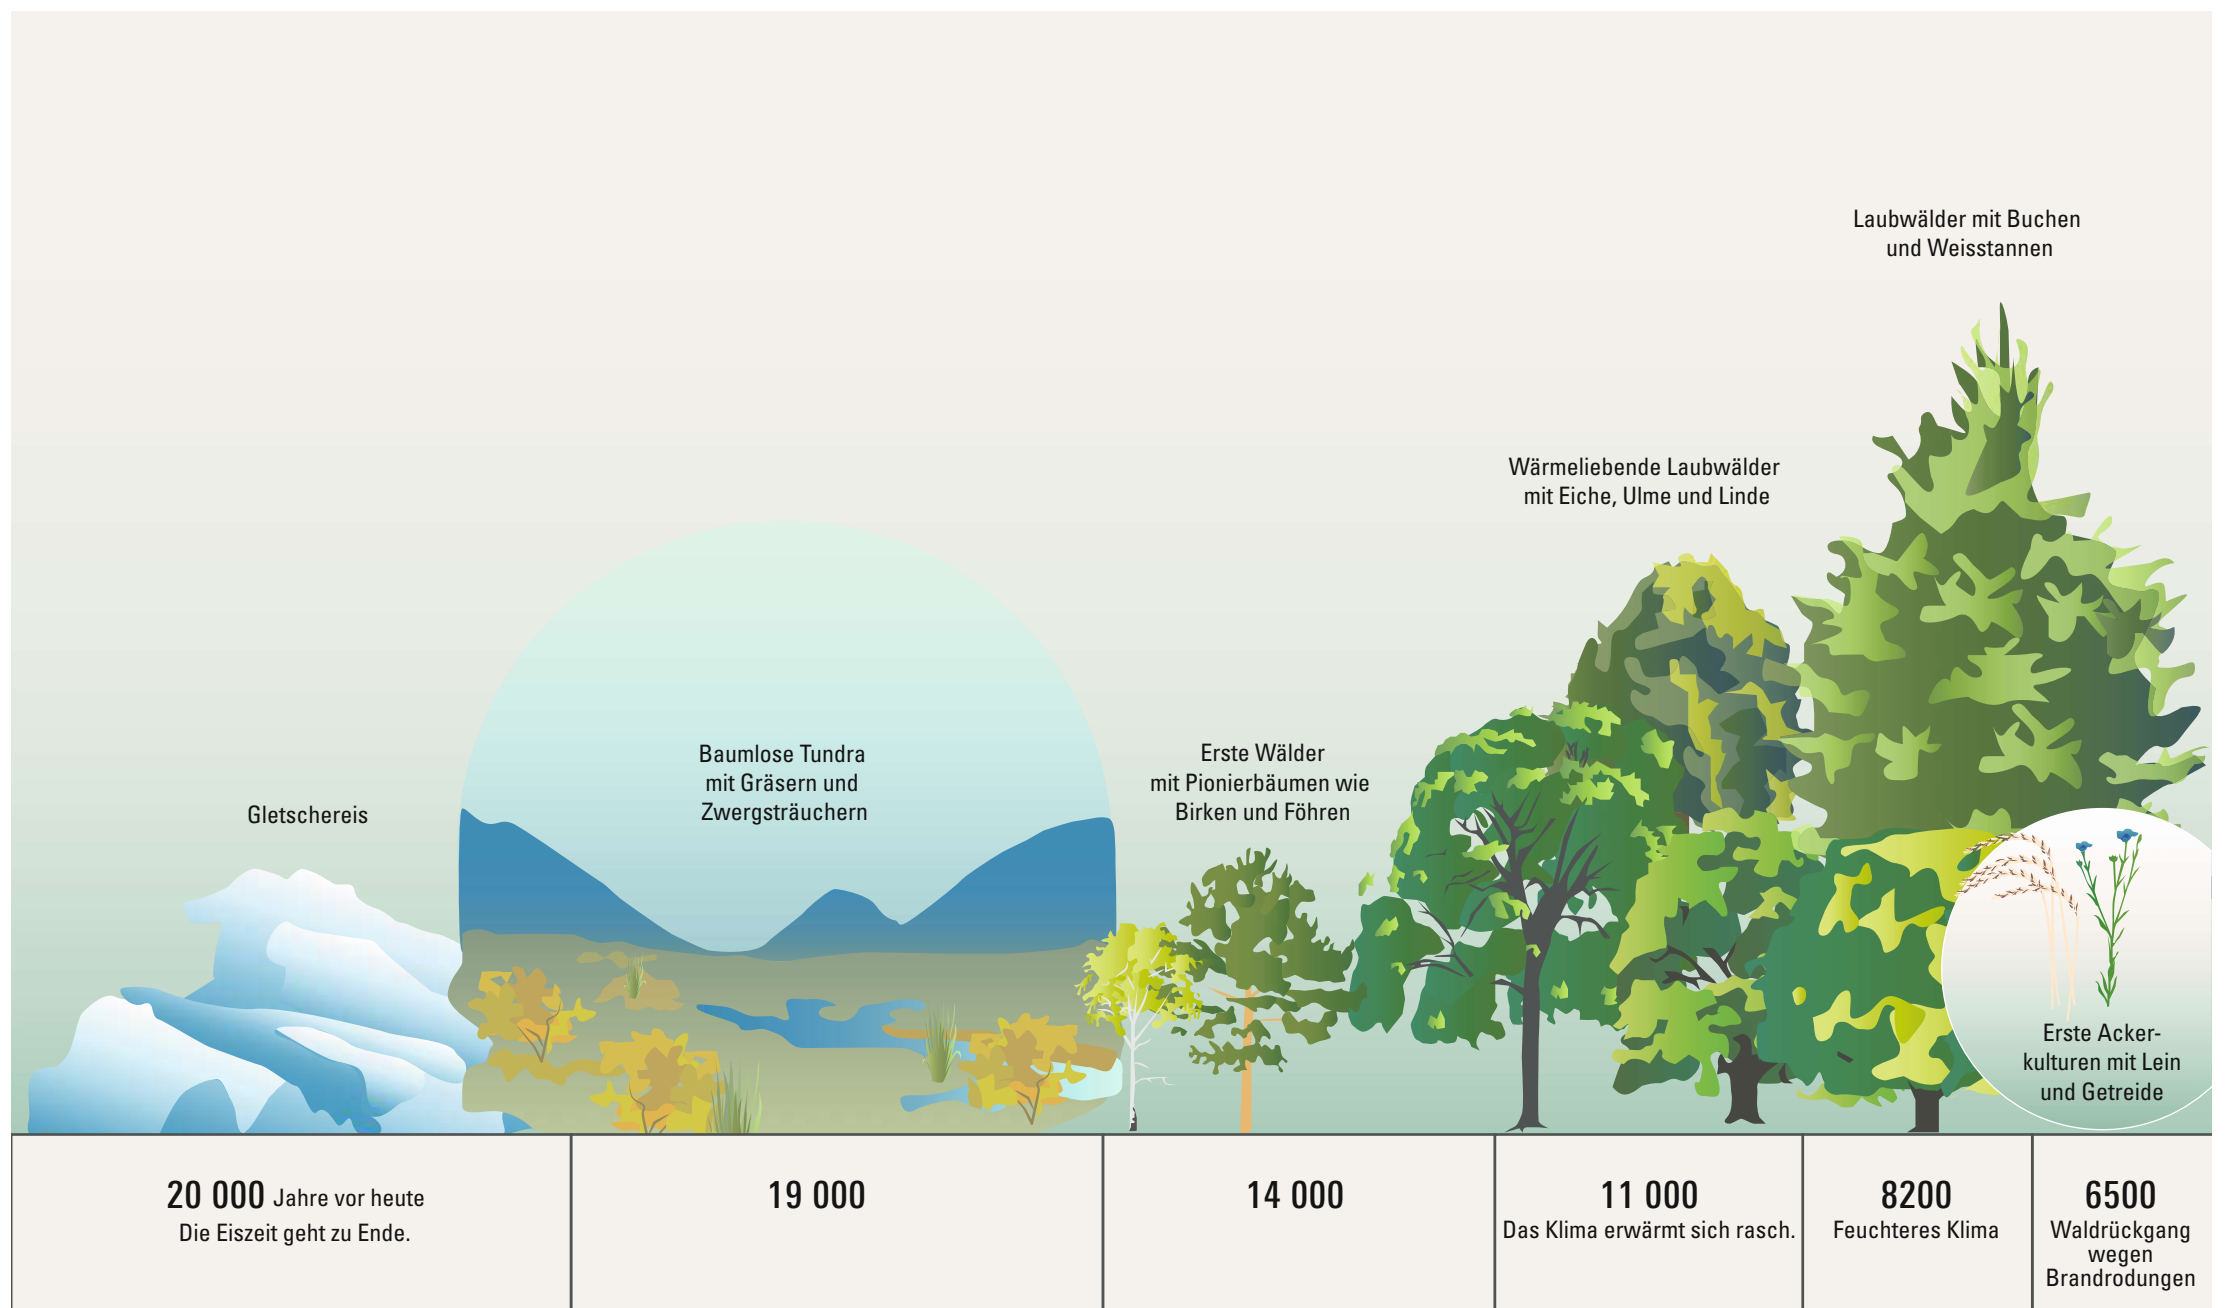 Laubwälder mit Buchen
und Weisstannen
Wärmeliebende Laubwälder
mit Eiche, Ulme und Linde
Baumlose Tundra
mit Gräsern und
Zwergsträuchern
Erste Wälder
mit Pionierbäumen wie
Birken und Föhren
Gletschereis
Erste Acker-
kulturen mit Lein
und Getreide
20 000 Jahre vor heute
Die Eiszeit geht zu Ende.
19 000
14 000
11 000
Das Klima erwärmt sich rasch.
8200
Feuchteres Klima
6500
Waldrückgang
wegen
Brandrodungen